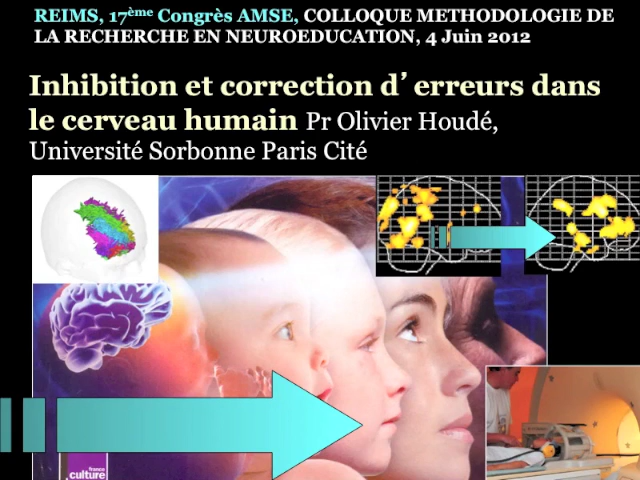 REIMS, 17ème Congrès AMSE, COLLOQUE METHODOLOGIE DE
LA RECHERCHE EN NEUROEDUCATION, 4 Juin 2012
Inhibition et correction d’erreurs dans
le cerveau humain Pr Olivier Houdé,
Université Sorbonne Paris Cité
france
culture